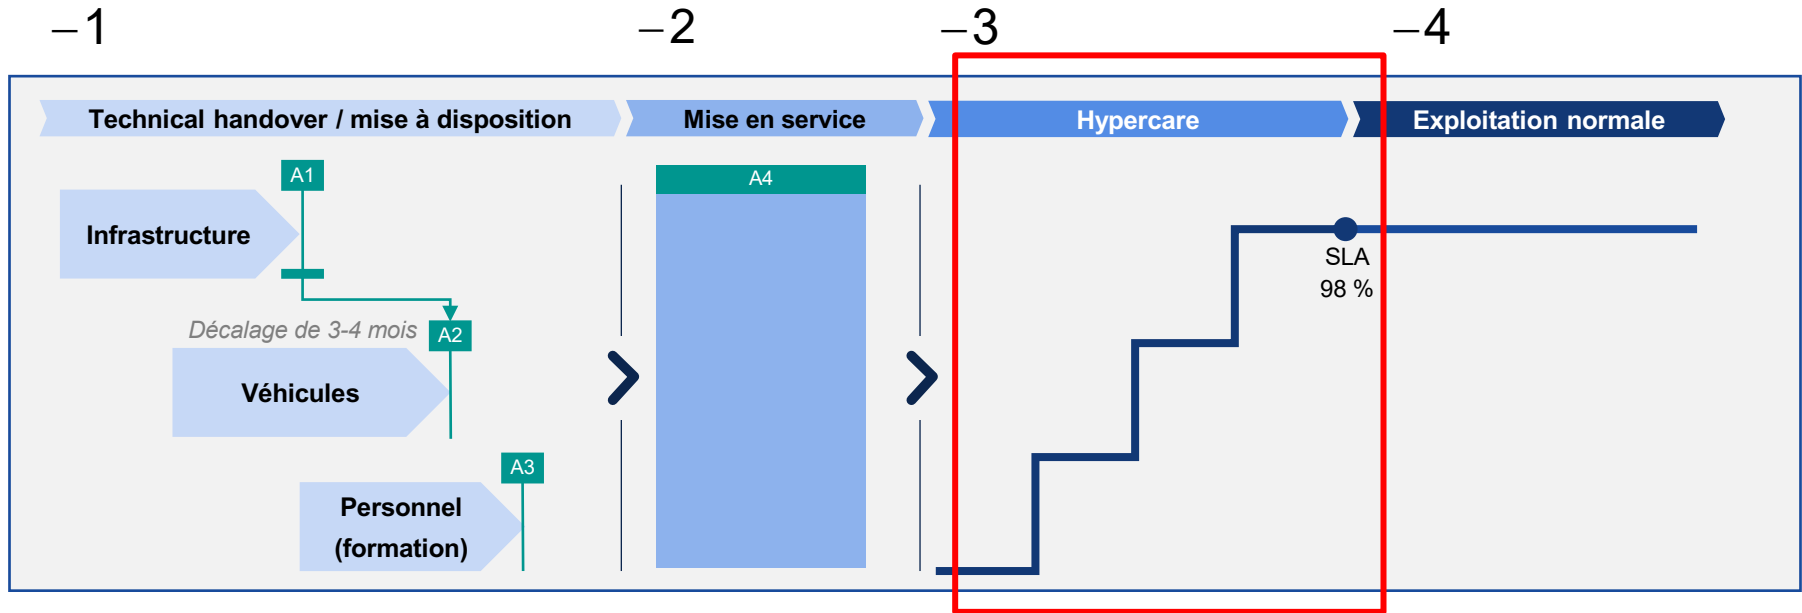 –1
–2
–3
–4
Technical handover / mise à disposition
Mise en service
Hypercare
Exploitation normale
A1
A4
Infrastructure
SLA
98 %
Décalage de 3-4 mois
A2
Véhicules
A3
Personnel
(formation)